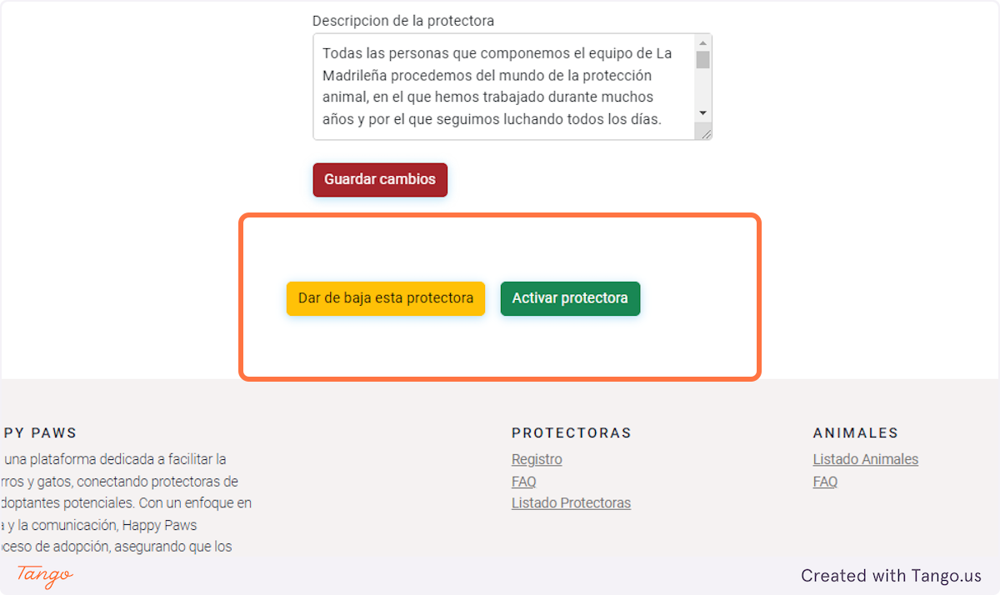 Descripcion de la protectora
Todas las personas que componemos el equipo de La
Madrileña procedemos del mundo de la protección
animal, en el que hemos trabajado durante muchos
años y por el que seguimos luchando todos los días.
Guardar cambios
Dar de baja esta protectora
Activar protectora
PY PAWS
una plataforma dedicada a facilitar la
rros y gatos, conectando protectoras de
doptantes potenciales. Con un enfoque en
a y la comunicación, Happy Paws
ceso de adopción, asegurando que los
PROTECTORAS
Registro
FAQ
Listado Protectoras
ANIMALES
Listado Animales
FAQ
Tango
Created with Tango.us